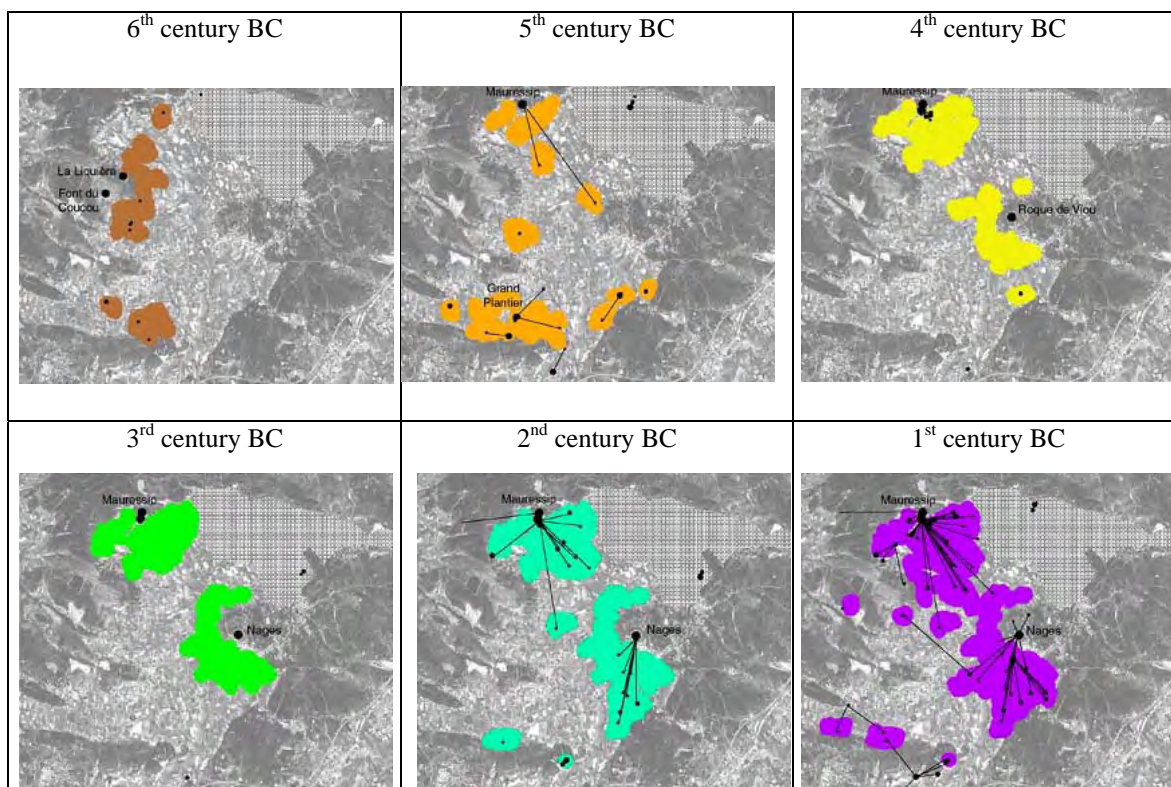 6th century BC
5th century BC
4th century BC
La Liquière
Font du
Coucou
Mauressip
Grand
Plantier
Mauressip
Roque de Viou
3rd century BC
2nd century BC
1st century BC
Mauressip
Nages
Mauressip
Nages
Mauressip
Nages